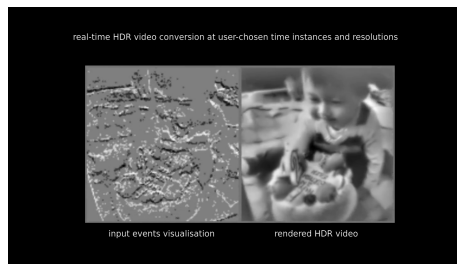 real-time HDR video conversion at user-chosen time instances and resolutions
input events visualisation
rendered HDR video